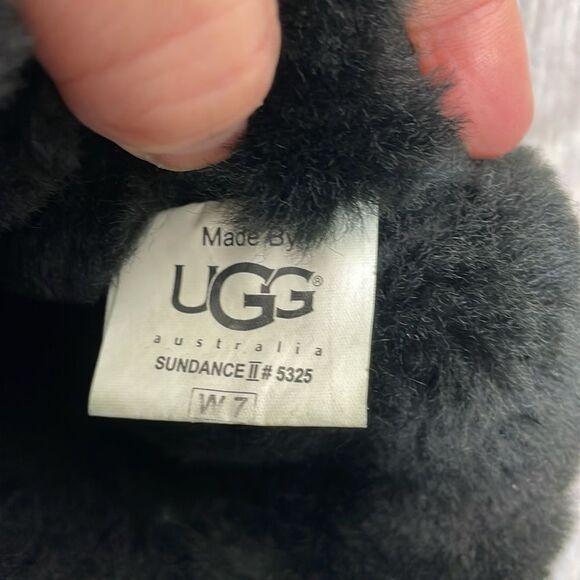 Made By
UGG®
australia
SUNDANCE II # 5325
W 7